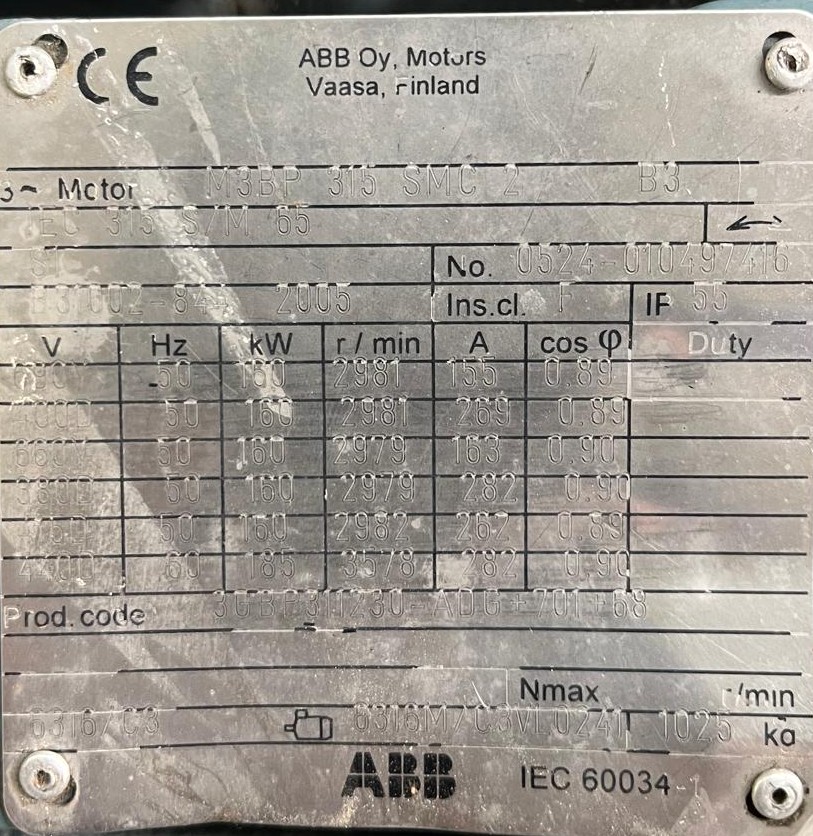 CE
ABB Oy, Motors
Vaasa, Finland
3~ Motor M3BP 315 SMC 2 B3
IEC 315 S/M 65
S1 No. 0524-010497416
2005 Ins.cl. F IP 55
V Hz kW r / min A cos φ Duty
690Y 50 160 2981 155 0.89
400D 50 160 2981 269 0.89
660Y 50 160 2979 163 0.90
380D 50 160 2979 282 0.90
415D 50 160 2982 262 0.89
440D 60 185 3578 282 0.90
Prod. code 3GBP311230-ADG+701+68
Nmax r/min
6316/C3 6316M/C3VL0241 1025 kg
ABB IEC 60034-1